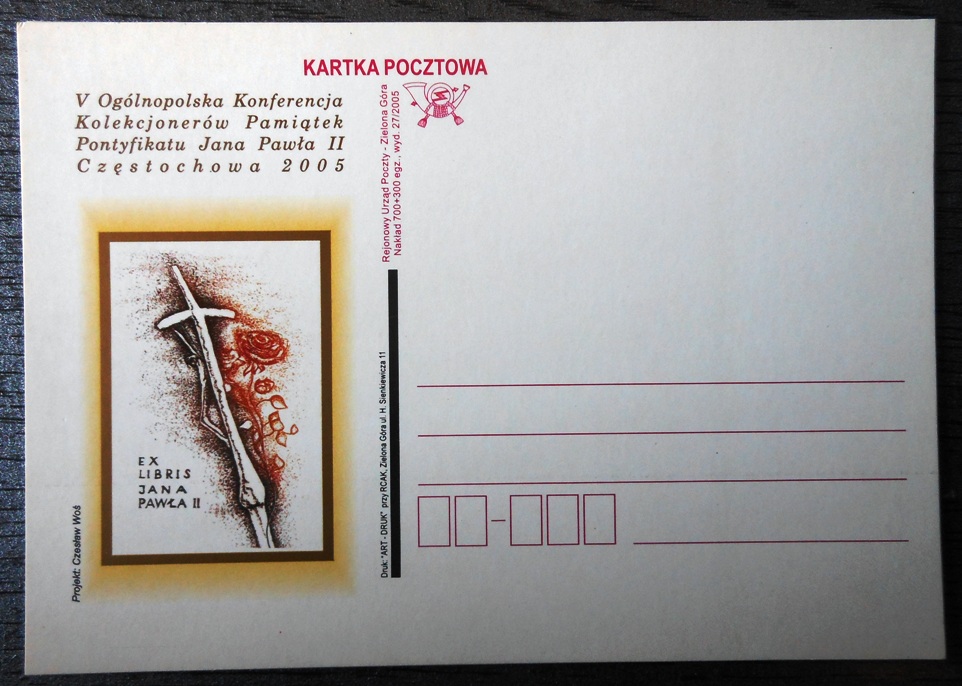 KARTKA POCZTOWA
V Ogólnopolska Konferencja
Kolekcjonerów Pamiątek
Pontyfikatu Jana Pawła II
Częstochowa 2005
EX
LIBRIS
JANA
PAWŁA II
Projekt: Czesław Woś
Rejonowy Urząd Poczty - Zielona Góra
Nakład 700+300 egz., wyd. 27/2005
Druk: "ART - DRUK" przy RCAK, Zielona Góra ul. H. Sienkiewicza 11